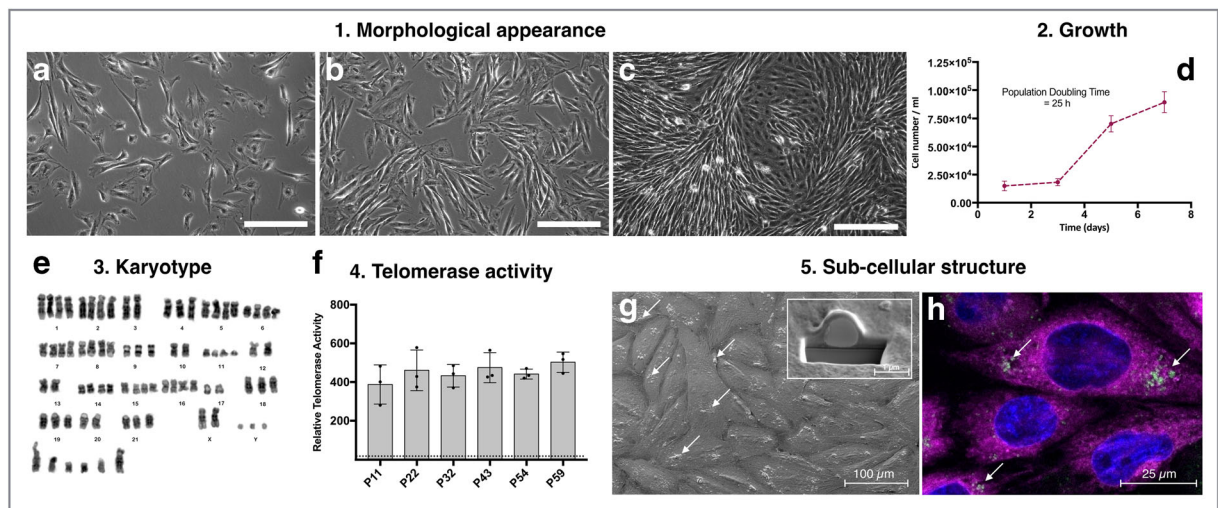 1. Morphological appearance
2. Growth
a
b
c
d
Cell number / ml
1.25×10⁵
1.00×10⁵
7.50×10⁴
5.00×10⁴
2.50×10⁴
0.00
Population Doubling Time
= 25 h
0 2 4 6 8
Time (days)
e
3. Karyotype
1 2 3 4 5 6
7 8 9 10 11 12
13 14 15 16 17 18
19 20 21 X Y
f
4. Telomerase activity
Relative Telomerase Activity
800
600
400
200
P11 P22 P32 P43 P54 P59
5. Sub-cellular structure
g
1 µm
100 µm
h
25 µm